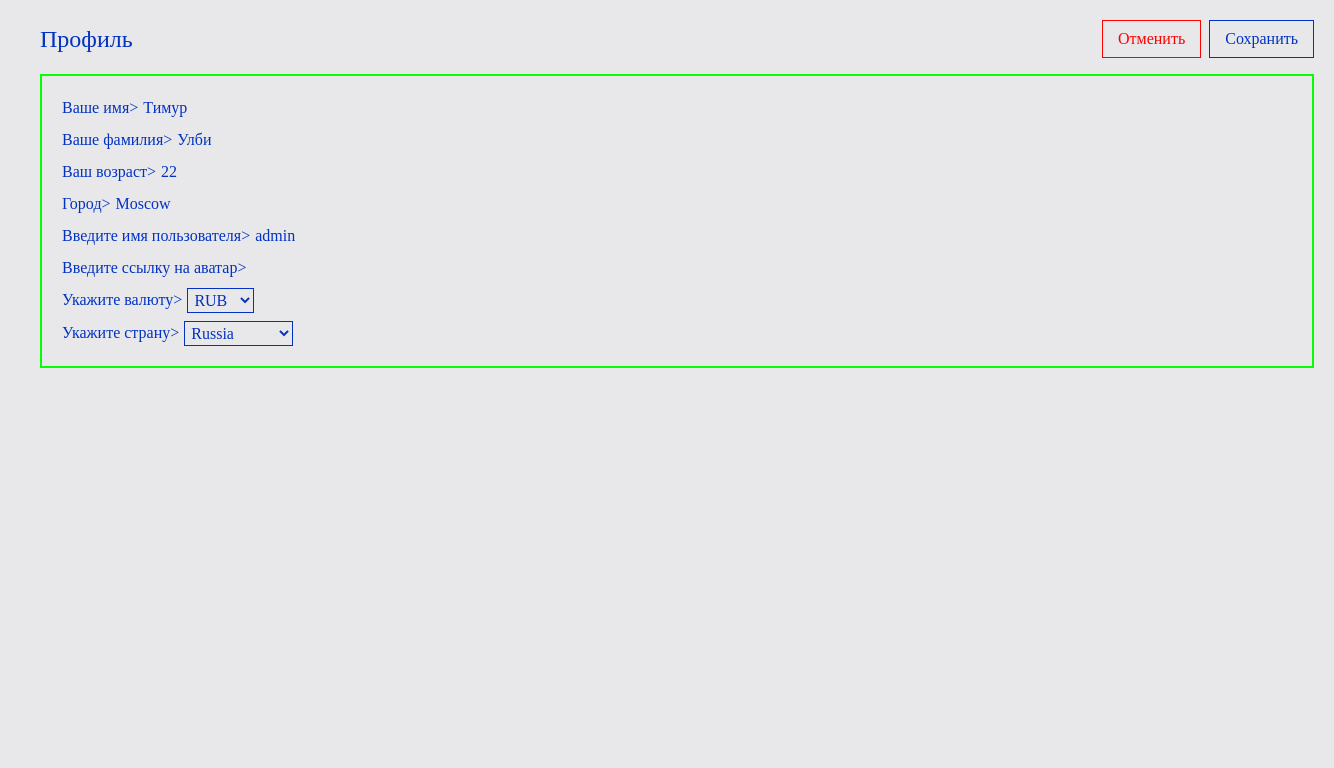 Профиль
Отменить
Сохранить
Ваше имя> Тимур
Ваше фамилия> Улби
Ваш возраст> 22
Город> Moscow
Введите имя пользователя> admin
Введите ссылку на аватар>
Укажите валюту> RUB
Укажите страну> Russia